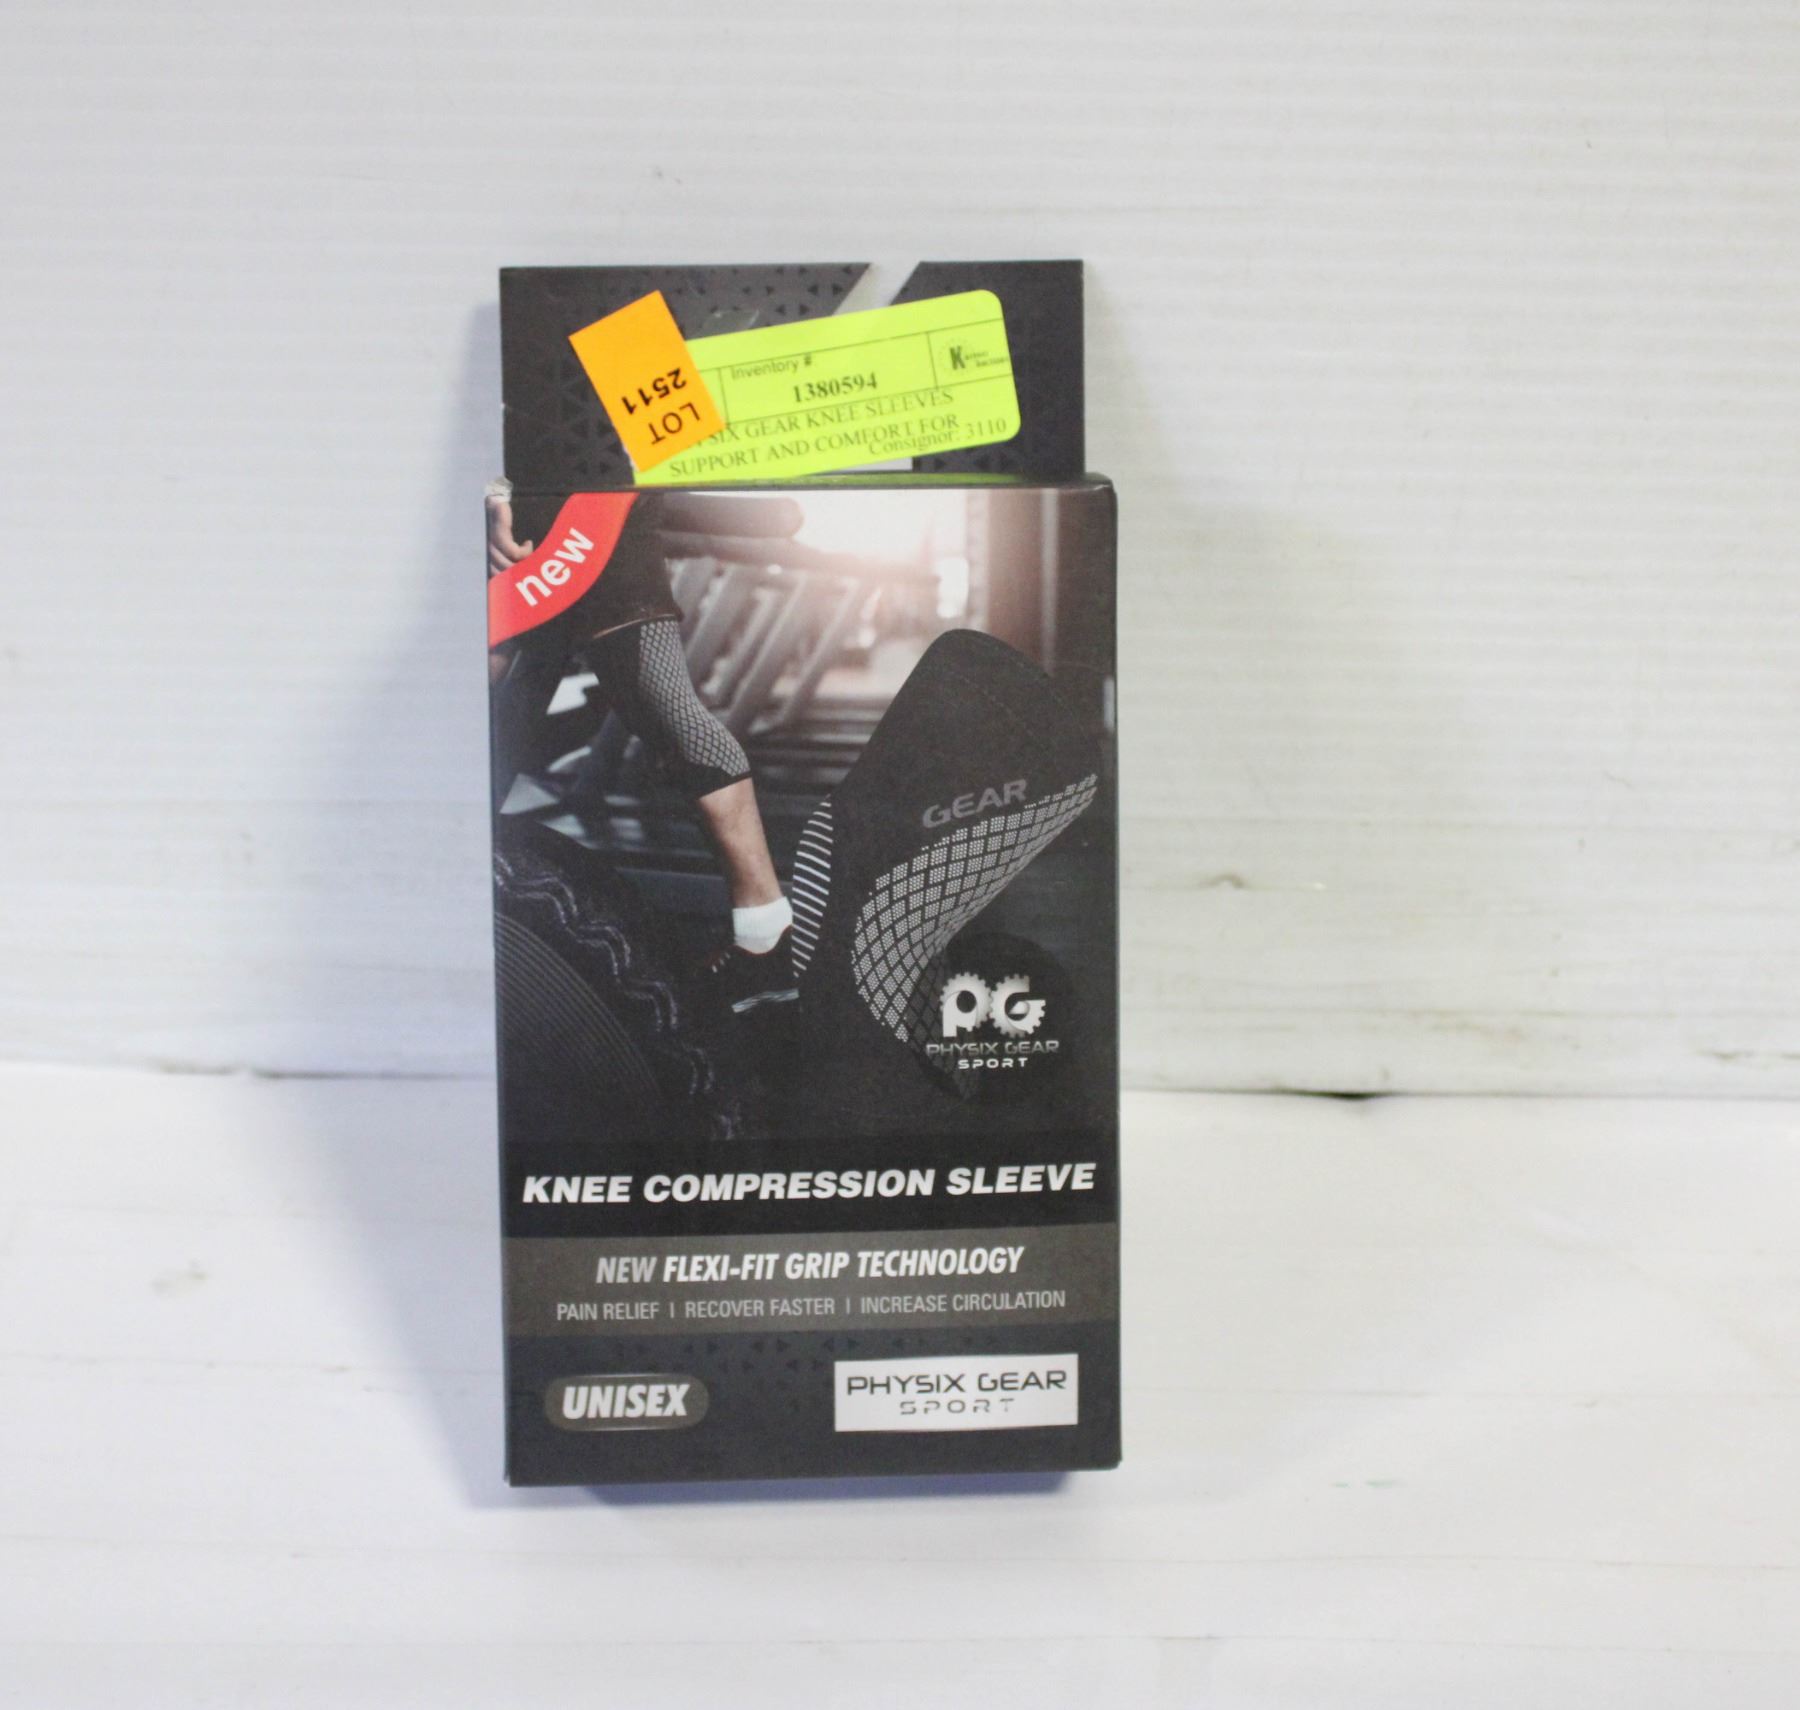 LOT
2511
Inventory #:
1380594
SIX GEAR KNEE SLEEVES
SUPPORT AND COMFORT FOR
Consignor: 3110
new
GEAR
PG
PHYSIX GEAR
SPORT
KNEE COMPRESSION SLEEVE
NEW FLEXI-FIT GRIP TECHNOLOGY
PAIN RELIEF | RECOVER FASTER | INCREASE CIRCULATION
UNISEX
PHYSIX GEAR
SPORT